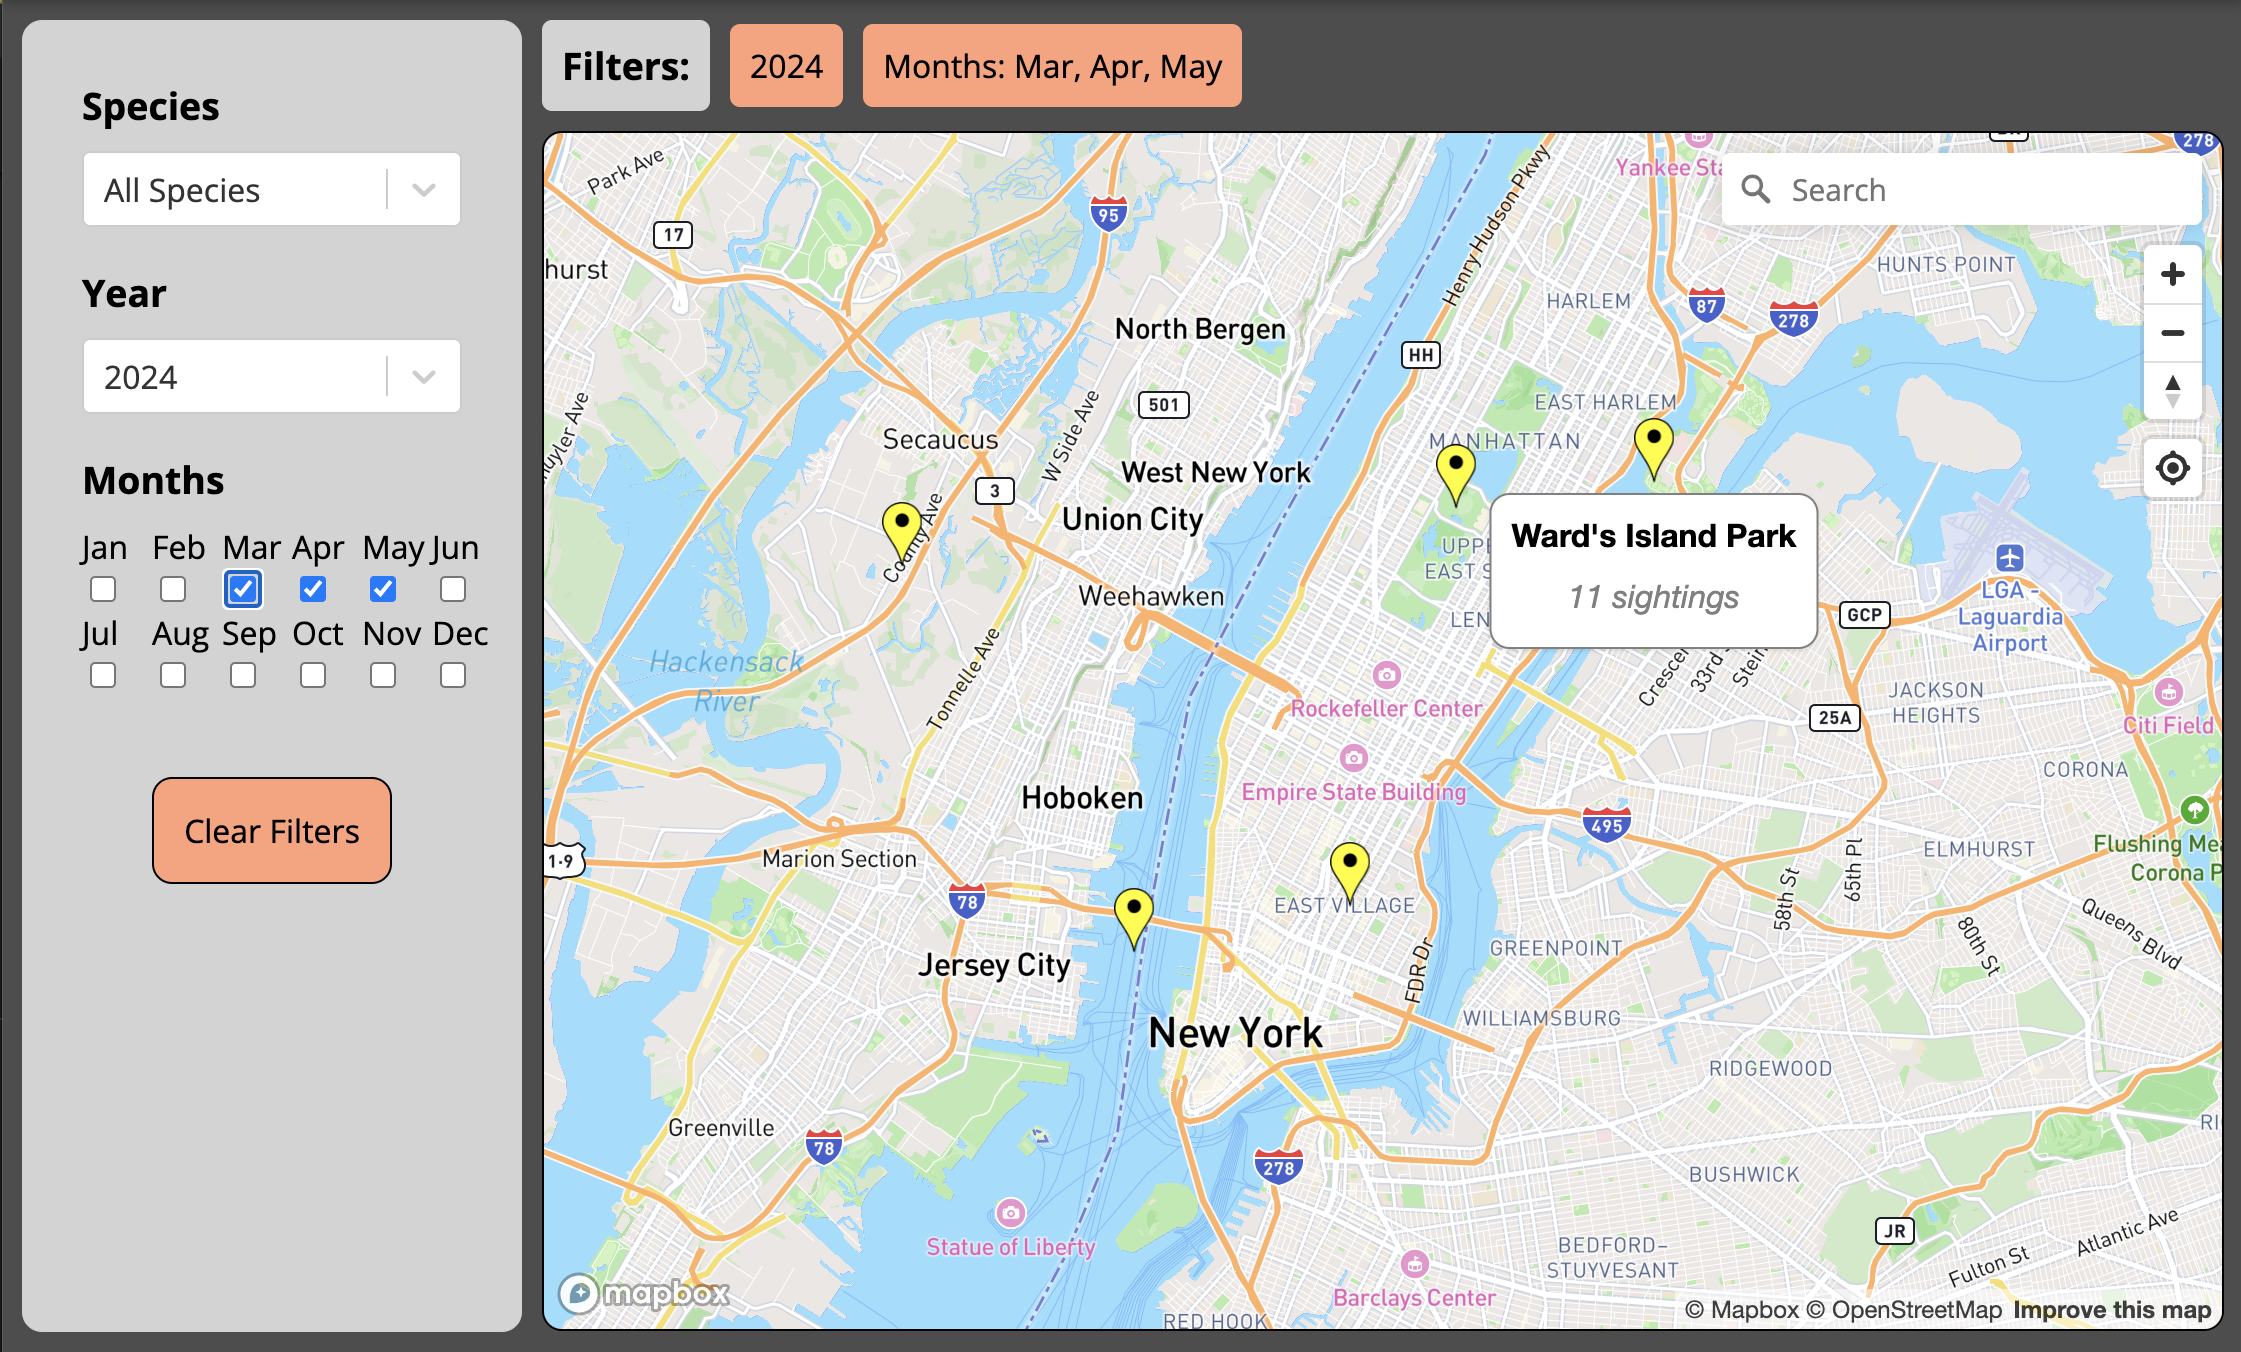 Species
All Species
Year
2024
Months
Jan Feb Mar Apr May Jun
Jul Aug Sep Oct Nov Dec
Clear Filters
Filters: 2024 Months: Mar, Apr, May
Search
Park Ave
17
95
hurst
North Bergen
501
W Side Ave
Secaucus
3
West New York
Union City
County Ave
Weehawken
Hackensack
River
Tonnelle Ave
Hoboken
Marion Section
1-9
78
Jersey City
New York
Greenville
78
Statue of Liberty
Henry Hudson Pkwy
Yankee Sta
278
HUNTS POINT
HARLEM
87
278
HH
EAST HARLEM
MANHATTAN
UPPE
EAST S
LEN
Ward's Island Park
11 sightings
LGA -
Laguardia
Airport
GCP
Crescen
33rd
Stein
Rockefeller Center
JACKSON
HEIGHTS
25A
Citi Field
Empire State Building
CORONA
495
Flushing Mea
Corona P
ELMHURST
65th Pl
58th St
EAST VILLAGE
Queens Blvd
80th St
GREENPOINT
FDR Dr
WILLIAMSBURG
RIDGEWOOD
RI
278
BUSHWICK
JR
Atlantic Ave
Fulton St
BEDFORD-
STUYVESANT
Barclays Center
RED HOOK
mapbox
© Mapbox © OpenStreetMap Improve this map